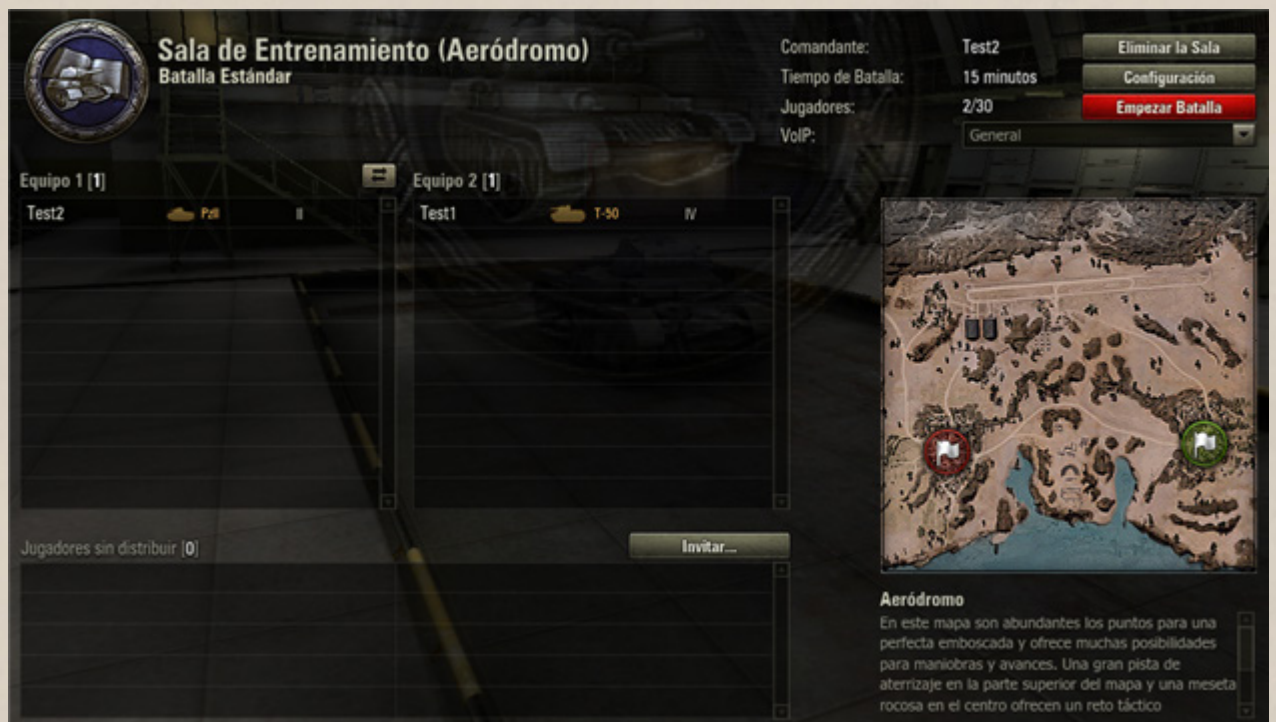 Sala de Entrenamiento (Aeródromo)
Batalla Estándar
Comandante: Test2 Eliminar la Sala
Tiempo de Batalla: 15 minutos Configuración
Jugadores: 2/30 Empezar Batalla
VoIP: General
Equipo 1 [1] Equipo 2 [1]
Test2 PzII II Test1 T-50 IV
Jugadores sin distribuir [0] Invitar...
Aeródromo
En este mapa son abundantes los puntos para una
perfecta emboscada y ofrece muchas posibilidades
para maniobras y avances. Una gran pista de
aterrizaje en la parte superior del mapa y una meseta
rocosa en el centro ofrecen un reto táctico